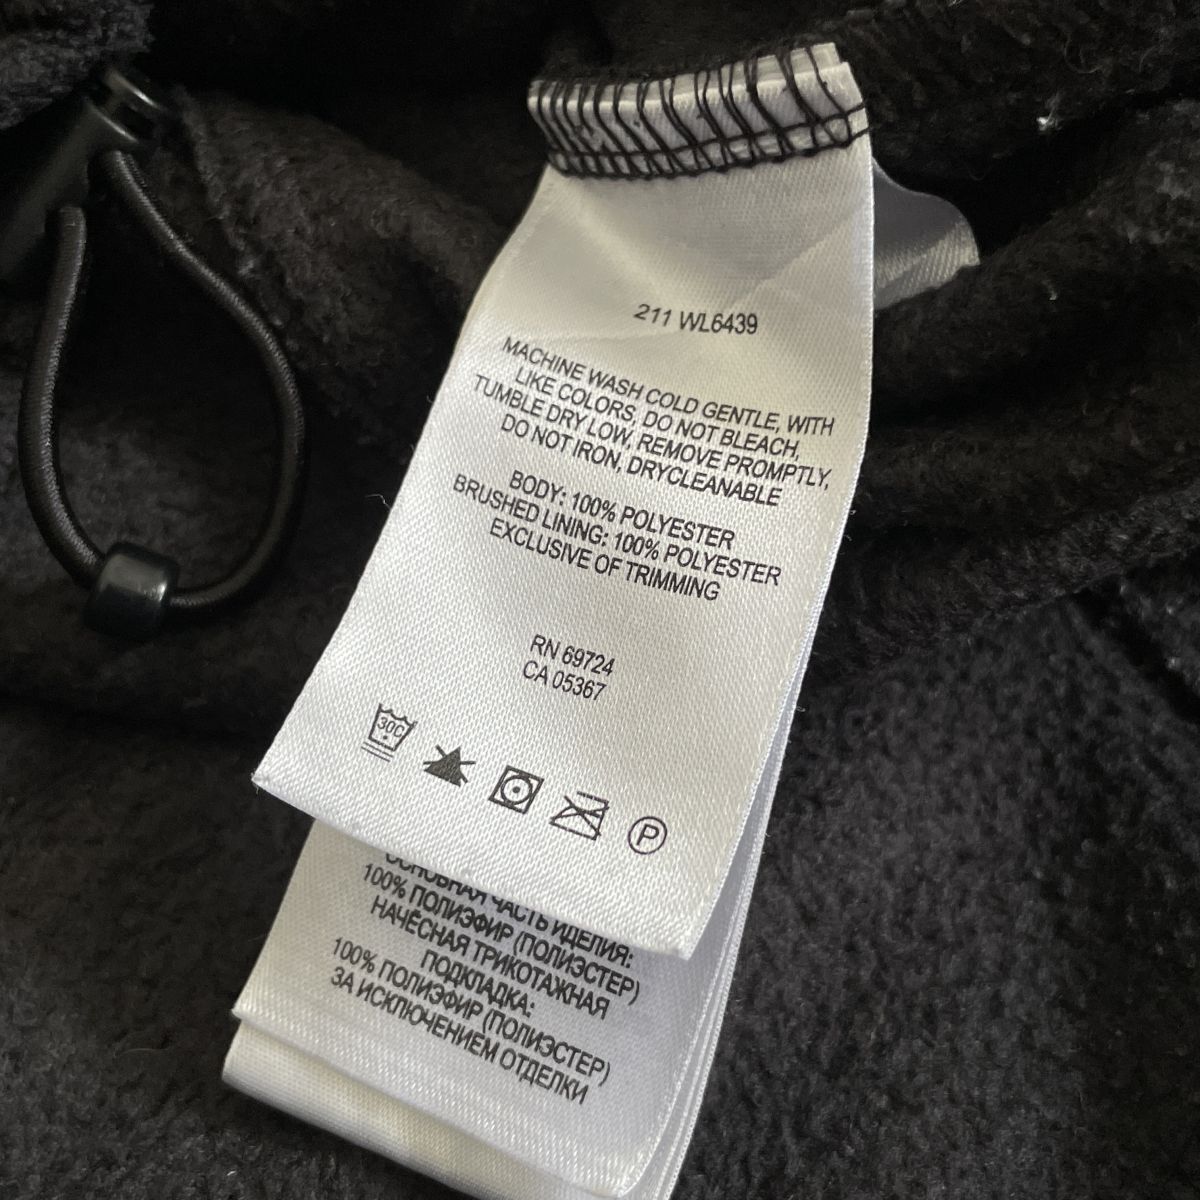 211 WL6439
MACHINE WASH COLD GENTLE, WITH
LIKE COLORS, DO NOT BLEACH,
TUMBLE DRY LOW, REMOVE PROMPTLY,
DO NOT IRON, DRYCLEANABLE
BODY: 100% POLYESTER
BRUSHED LINING: 100% POLYESTER
EXCLUSIVE OF TRIMMING
RN 69724
CA 05367
30C
P
ОСНОВНАЯ ЧАСТЬ ИЗДЕЛИЯ:
100% ПОЛИЭФИР (ПОЛИЭСТЕР)
НАЧЁСНАЯ ТРИКОТАЖНАЯ
ПОДКЛАДКА:
100% ПОЛИЭФИР (ПОЛИЭСТЕР)
ЗА ИСКЛЮЧЕНИЕМ ОТДЕЛКИ